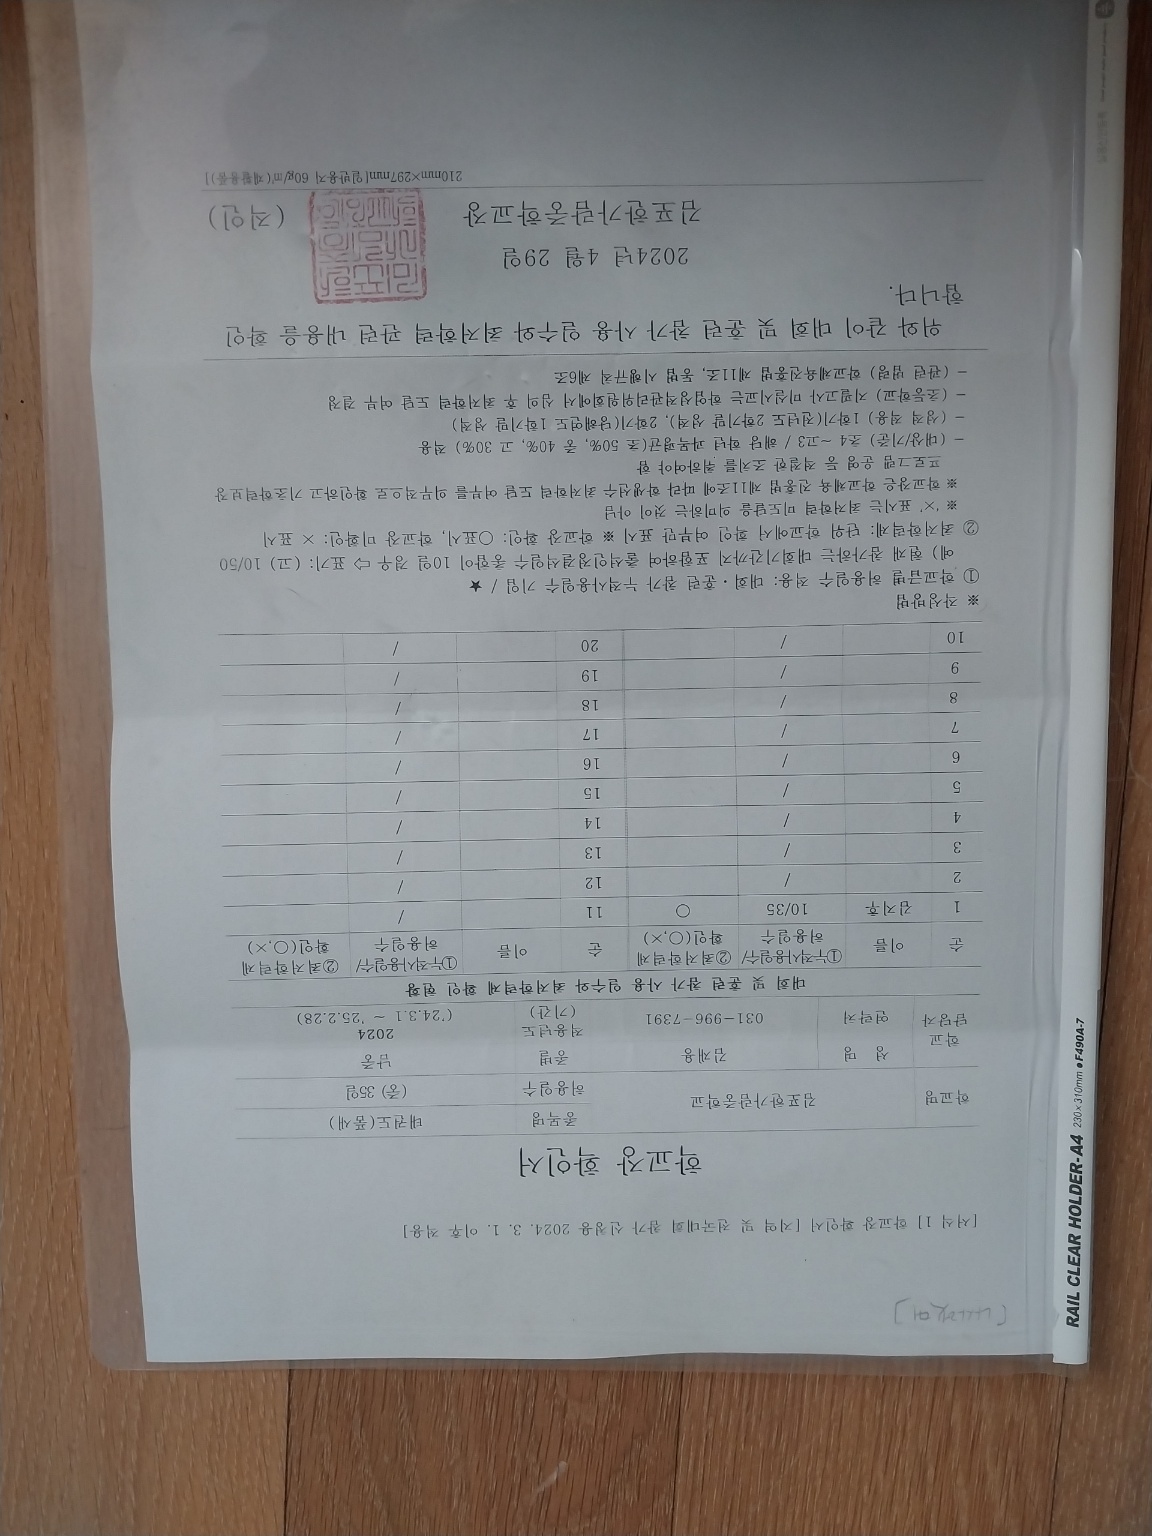 [서식 1] 학교장 확인서 [지역 및 전국대회 참가 신청용 2024. 3. 1. 이후 적용]
학교장 확인서
학교명 김포한가람중학교 종목명 태권도(품새)
허용일수 (중) 35일
학교 담당자 성 명 김재용 종별 남중
연락처 031-996-7391 적용년도 (기간) 2024 ('24.3.1 ~ '25.2.28)
대회 및 훈련 참가 사용 일수와 최저학력제 확인 현황
순 이름 ①누적사용일수/허용일수 ②최저학력제 확인(○,×) 순 이름 ①누적사용일수/허용일수 ②최저학력제 확인(○,×)
1 김지후 10/35 ○ 11 /
2 / 12 /
3 / 13 /
4 / 14 /
5 / 15 /
6 / 16 /
7 / 17 /
8 / 18 /
9 / 19 /
10 / 20 /
※ 작성방법
① 학교급별 허용일수 적용: 대회·훈련 참가 누적사용일수 기입 / ★
예) 현재 참가하는 대회기간까지 포함하여 출석인정결석일수 총합이 10일 경우 ⇨ 표기: (고) 10/50
② 최저학력제: 단위 학교에서 확인 여부만 표시 ※ 학교장 확인: ○표시, 학교장 미확인: × 표시
※ '×' 표시는 최저학력 미도달을 의미하는 것이 아님
※ 학교장은 학교체육 진흥법 제11조에 따라 학생선수 최저학력 도달 여부를 의무적으로 확인하고 기초학력보장
프로그램 운영 등 적절한 조치를 취하여야 함
- (대상/기준) 초4 ~고3 / 해당 학년 과목평균(초 50%, 중 40%, 고 30%) 적용
- (성적 적용) 1학기(전년도 2학기말 성적), 2학기(당해연도 1학기말 성적)
- (초등학교) 지필고사 미실시교는 학업성적관리위원회에서 심의 후 최저학력 도달 여부 결정
- (관련 법령) 학교체육진흥법 제11조, 동법 시행규칙 제6조
위와 같이 대회 및 훈련 참가 사용 일수와 최저학력 관련 내용을 확인
합니다.
2024년 4월 29일
김포한가람중학교장 (직인)
210mm×297mm[일반용지 60g/㎡(재활용품)]
RAIL CLEAR HOLDER-A4 230×310mm ● F490A-7